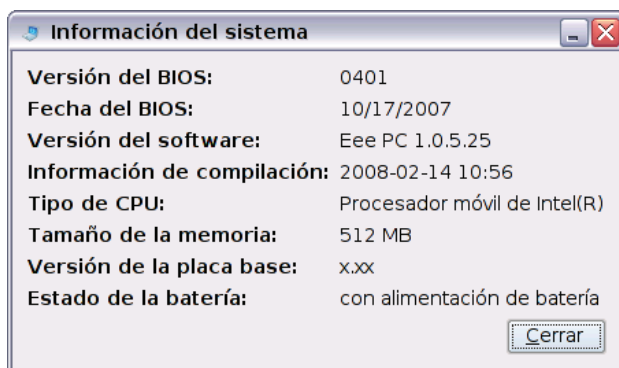 Información del sistema
Versión del BIOS: 0401
Fecha del BIOS: 10/17/2007
Versión del software: Eee PC 1.0.5.25
Información de compilación: 2008-02-14 10:56
Tipo de CPU: Procesador móvil de Intel(R)
Tamaño de la memoria: 512 MB
Versión de la placa base: x.xx
Estado de la batería: con alimentación de batería
Cerrar